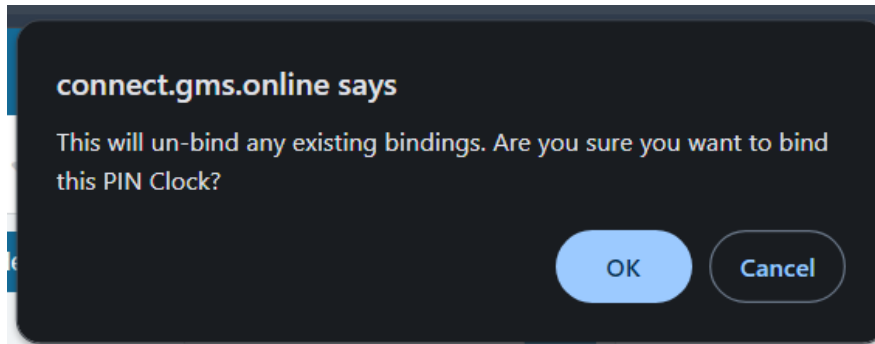 connect.gms.online says
This will un-bind any existing bindings. Are you sure you want to bind
this PIN Clock?
OK
Cancel